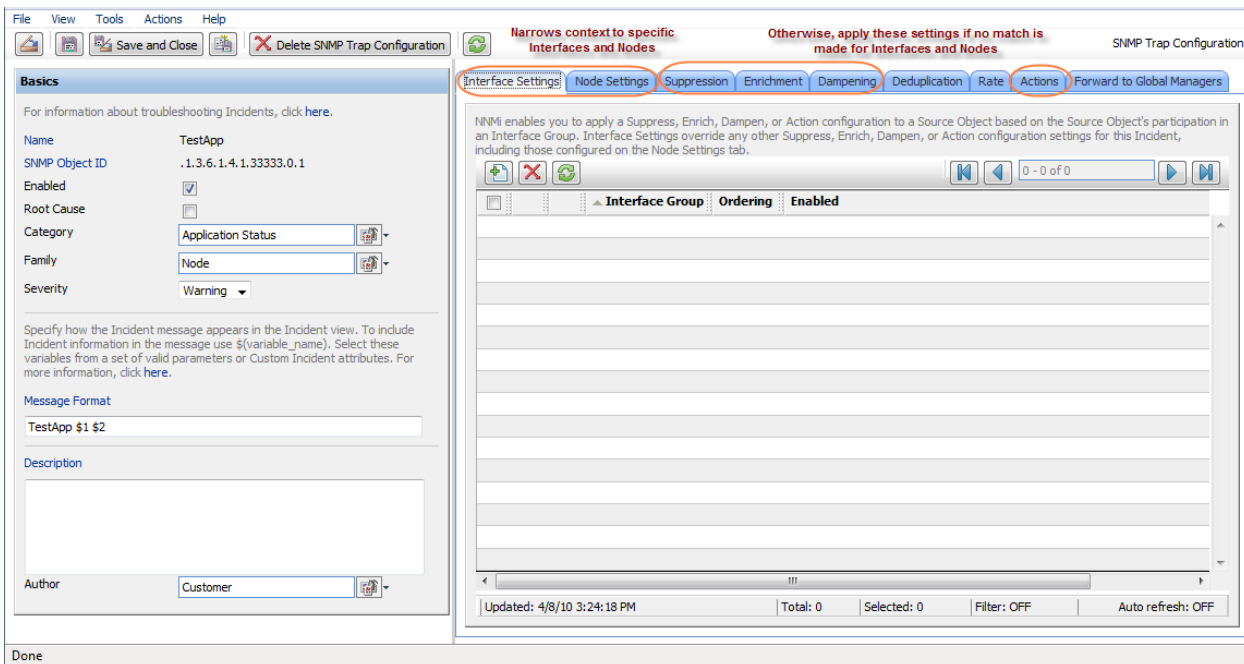 File View Tools Actions Help
Save and Close
Delete SNMP Trap Configuration
Narrows context to specific
Interfaces and Nodes
Otherwise, apply these settings if no match is
made for Interfaces and Nodes
SNMP Trap Configuration
Basics
For information about troubleshooting Incidents, click here.
Name TestApp
SNMP Object ID .1.3.6.1.4.1.33333.0.1
Enabled
Root Cause
Category Application Status
Family Node
Severity Warning
Specify how the Incident message appears in the Incident view. To include
Incident information in the message use $(variable_name). Select these
variables from a set of valid parameters or Custom Incident attributes. For
more information, click here.
Message Format
TestApp $1 $2
Description
Author Customer
Interface Settings Node Settings Suppression Enrichment Dampening Deduplication Rate Actions Forward to Global Managers
NNMi enables you to apply a Suppress, Enrich, Dampen, or Action configuration to a Source Object based on the Source Object's participation in
an Interface Group. Interface Settings override any other Suppress, Enrich, Dampen, or Action configuration settings for this Incident,
including those configured on the Node Settings tab.
0 - 0 of 0
Interface Group Ordering Enabled
Updated: 4/8/10 3:24:18 PM Total: 0 Selected: 0 Filter: OFF Auto refresh: OFF
Done